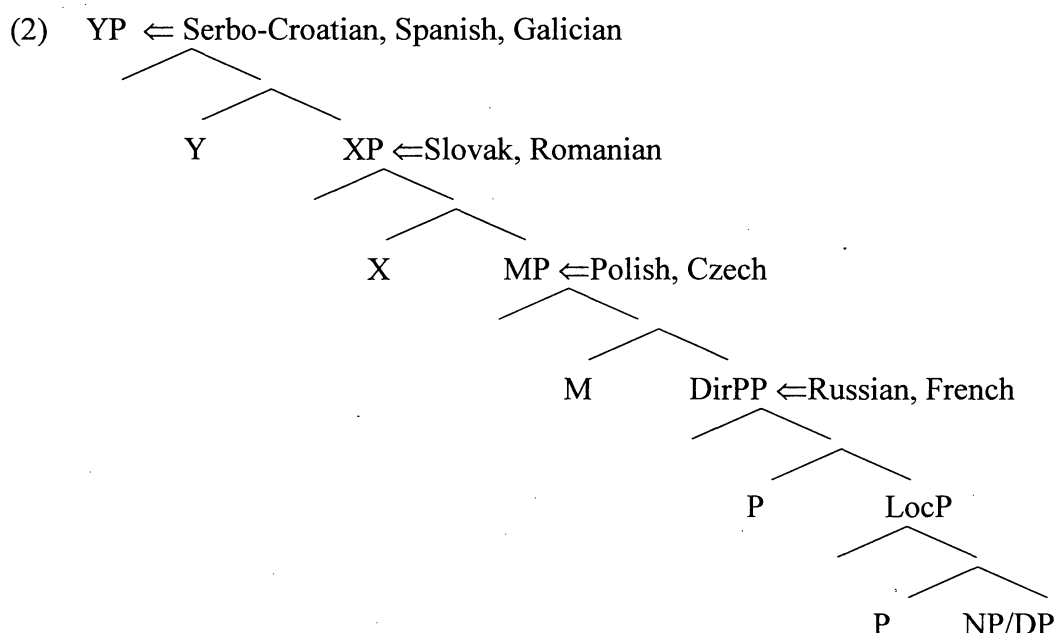 (2) YP ⇐ Serbo-Croatian, Spanish, Galician
Y XP ⇐Slovak, Romanian
X MP ⇐Polish, Czech
M DirPP ⇐Russian, French
P LocP
P NP/DP